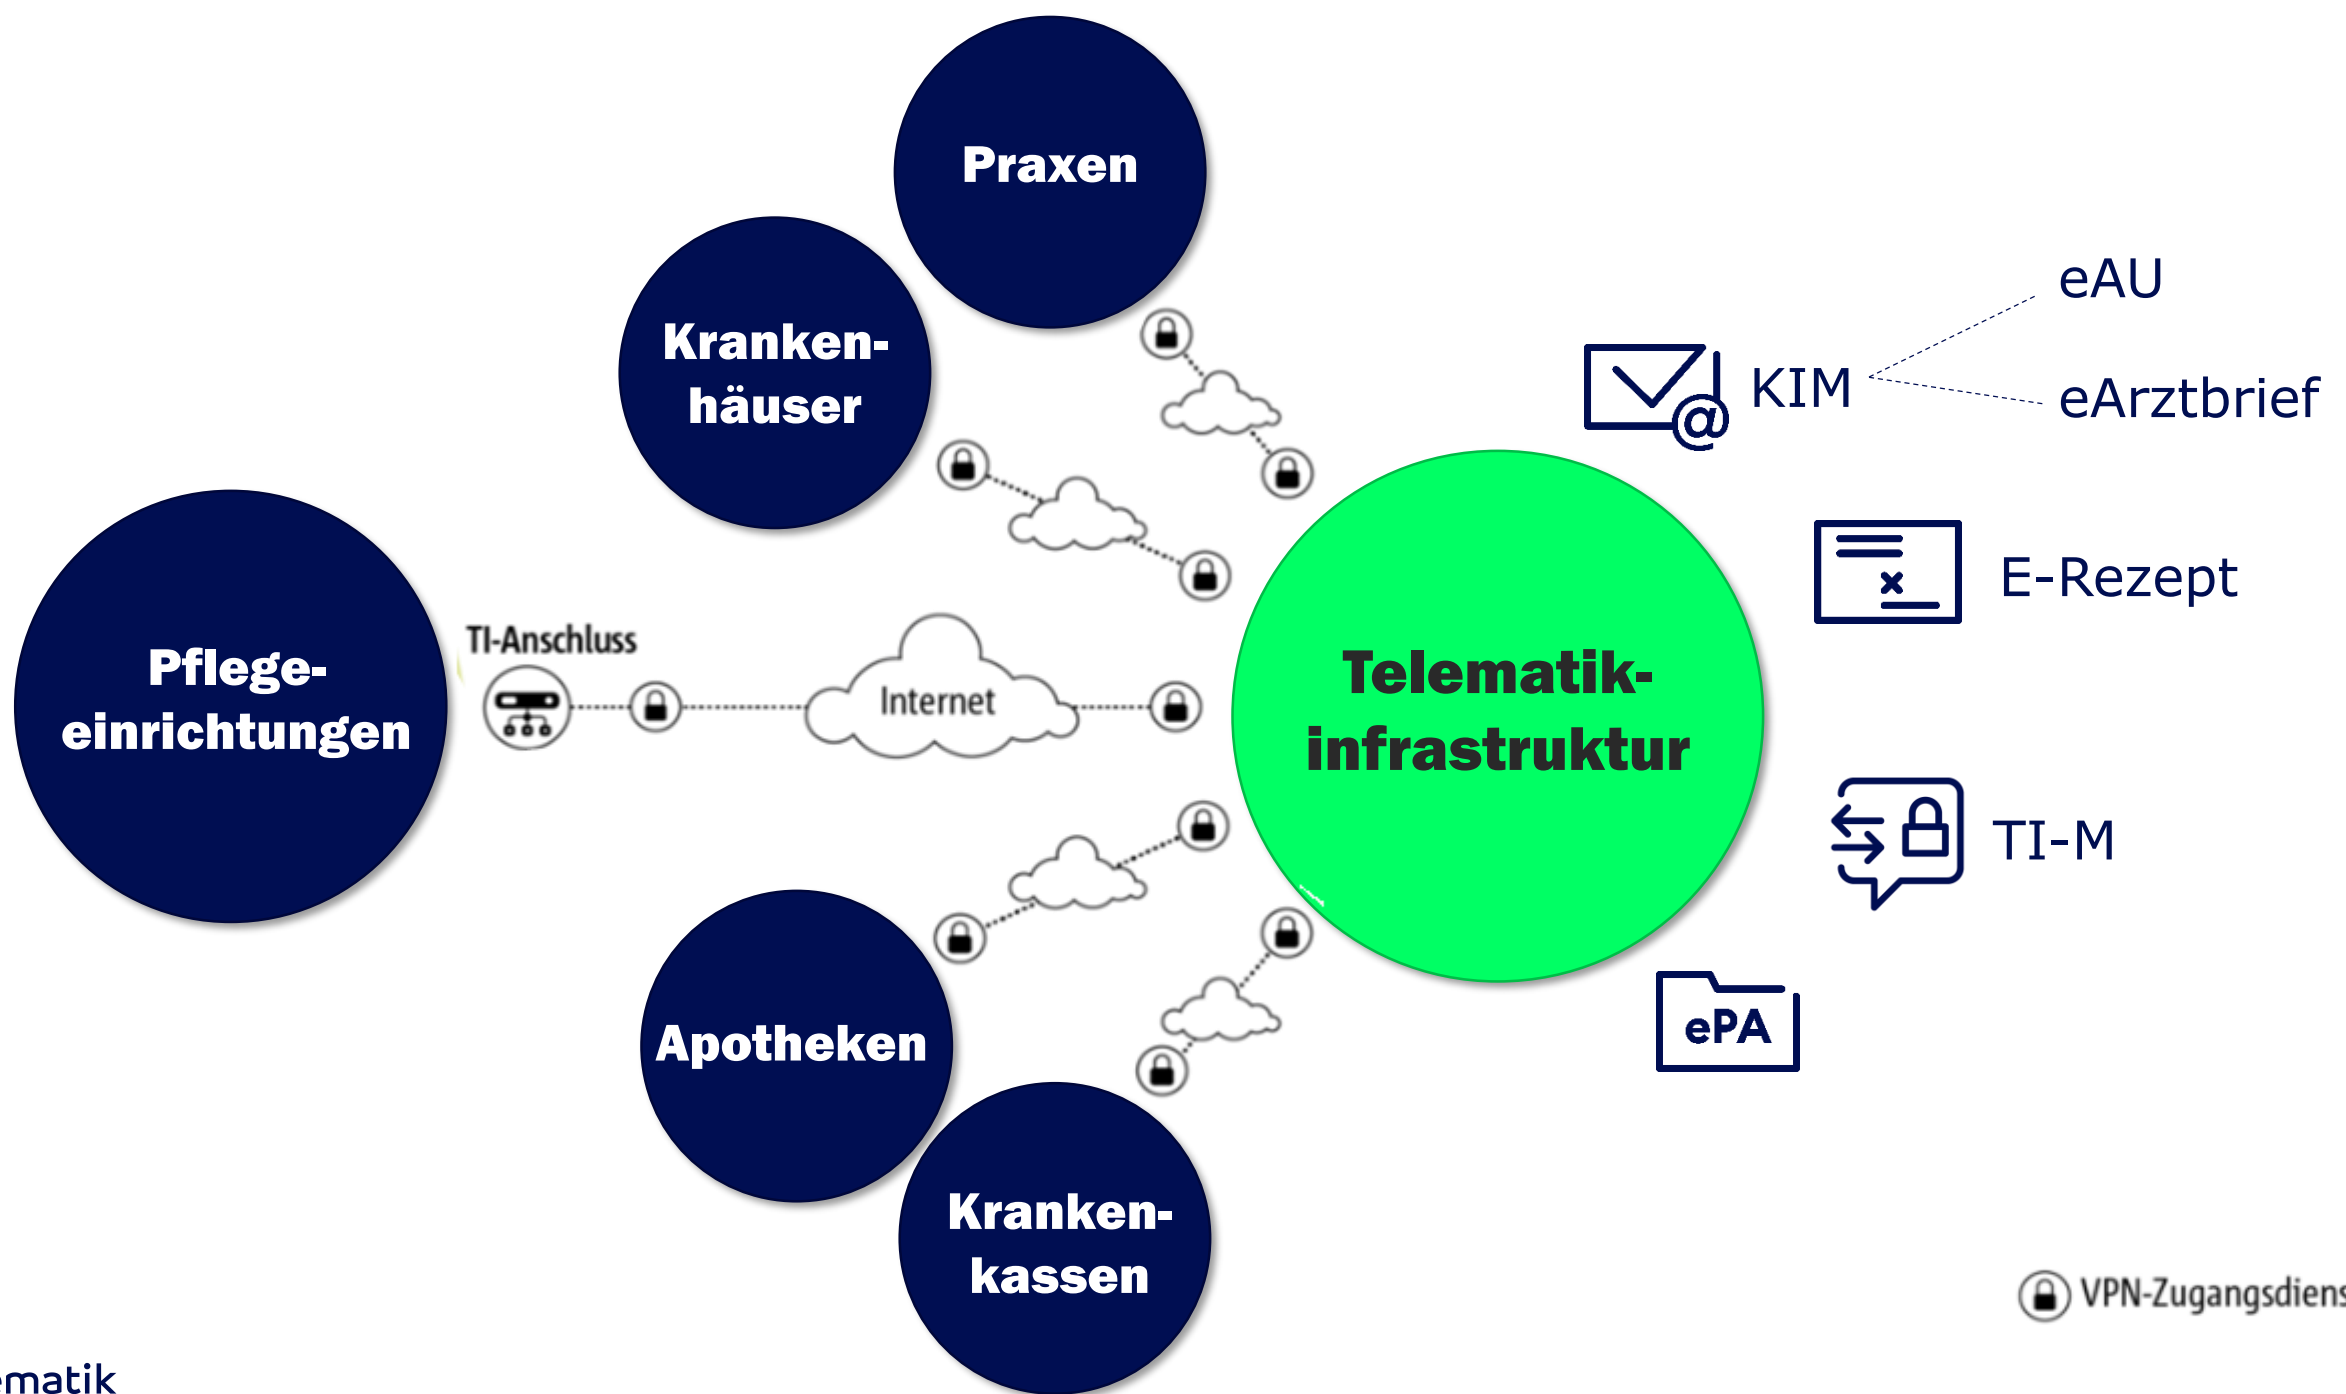 Praxen
Kranken-
häuser
eAU
KIM
eArztbrief
@
E-Rezept
TI-Anschluss
Pflege-
einrichtungen
Internet
Telematik-
infrastruktur
TI-M
Apotheken
ePA
Kranken-
kassen
VPN-Zugangsdiens
ematik